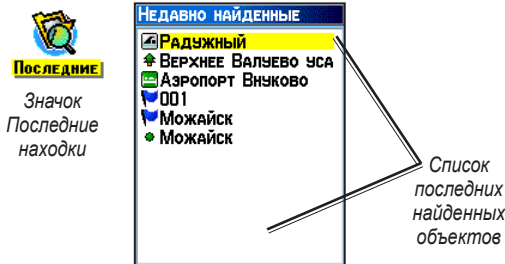 Последние
Значок
Последние
находки
Недавно найденные
Радужный
Верхнее Валуево уса
Аэропорт Внуково
001
Можайск
Можайск
Список
последних
найденных
объектов